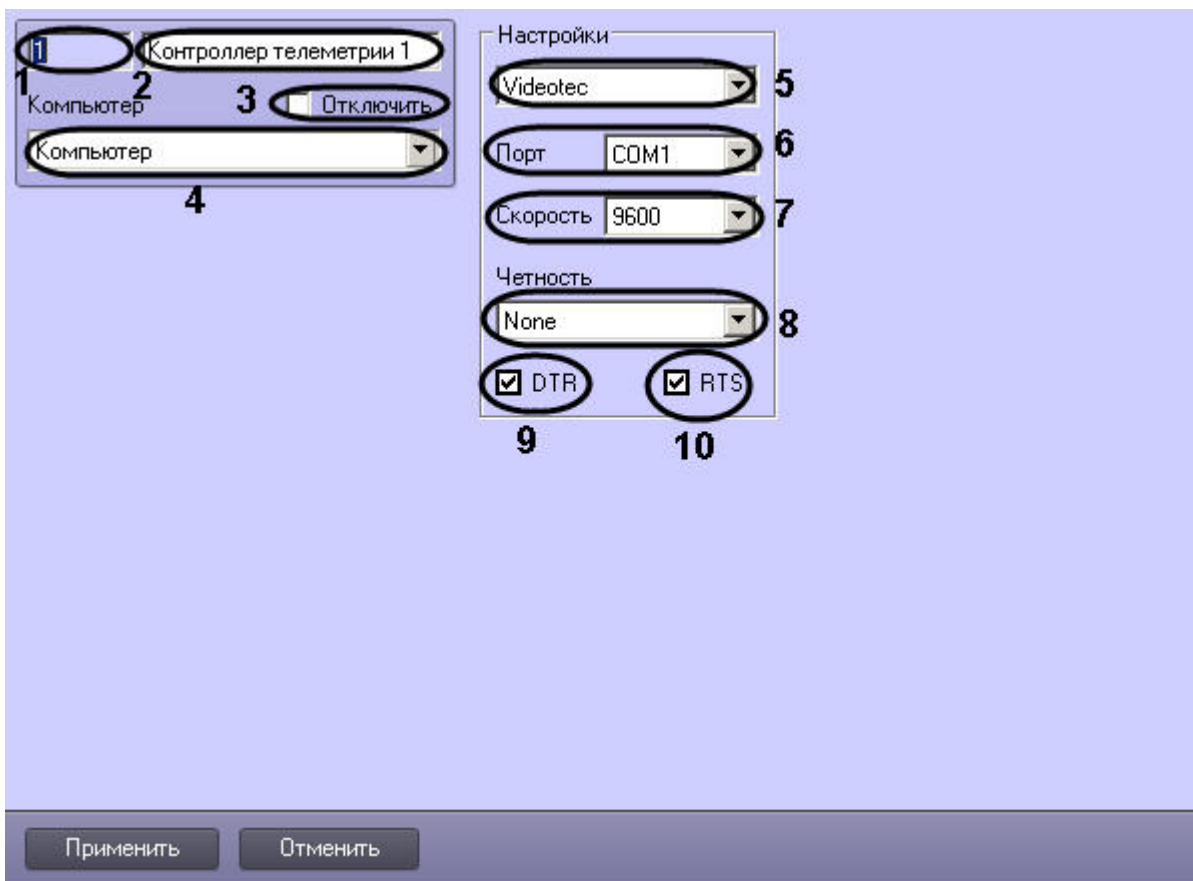 1 Контроллер телеметрии 1
1 2
Компьютер 3 Отключить
Компьютер
4
Настройки
Videotec 5
Порт COM1 6
Скорость 9600 7
Четность
None 8
DTR RTS
9 10
Применить Отменить